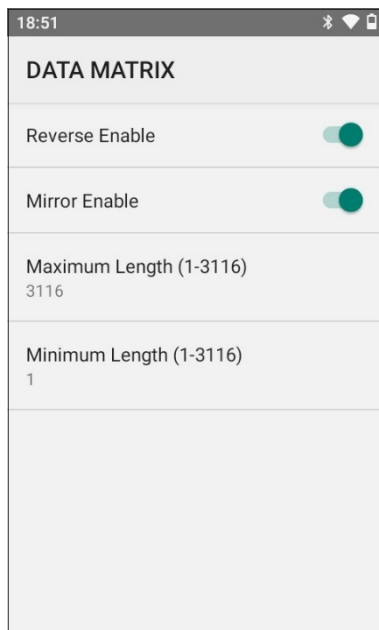 18:51
DATA MATRIX
Reverse Enable
Mirror Enable
Maximum Length (1-3116)
3116
Minimum Length (1-3116)
1